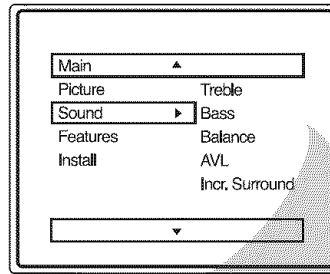 Main ▲
Picture Treble
Sound ▶ Bass
Features Balance
Install AVL
Incr. Surround
▼